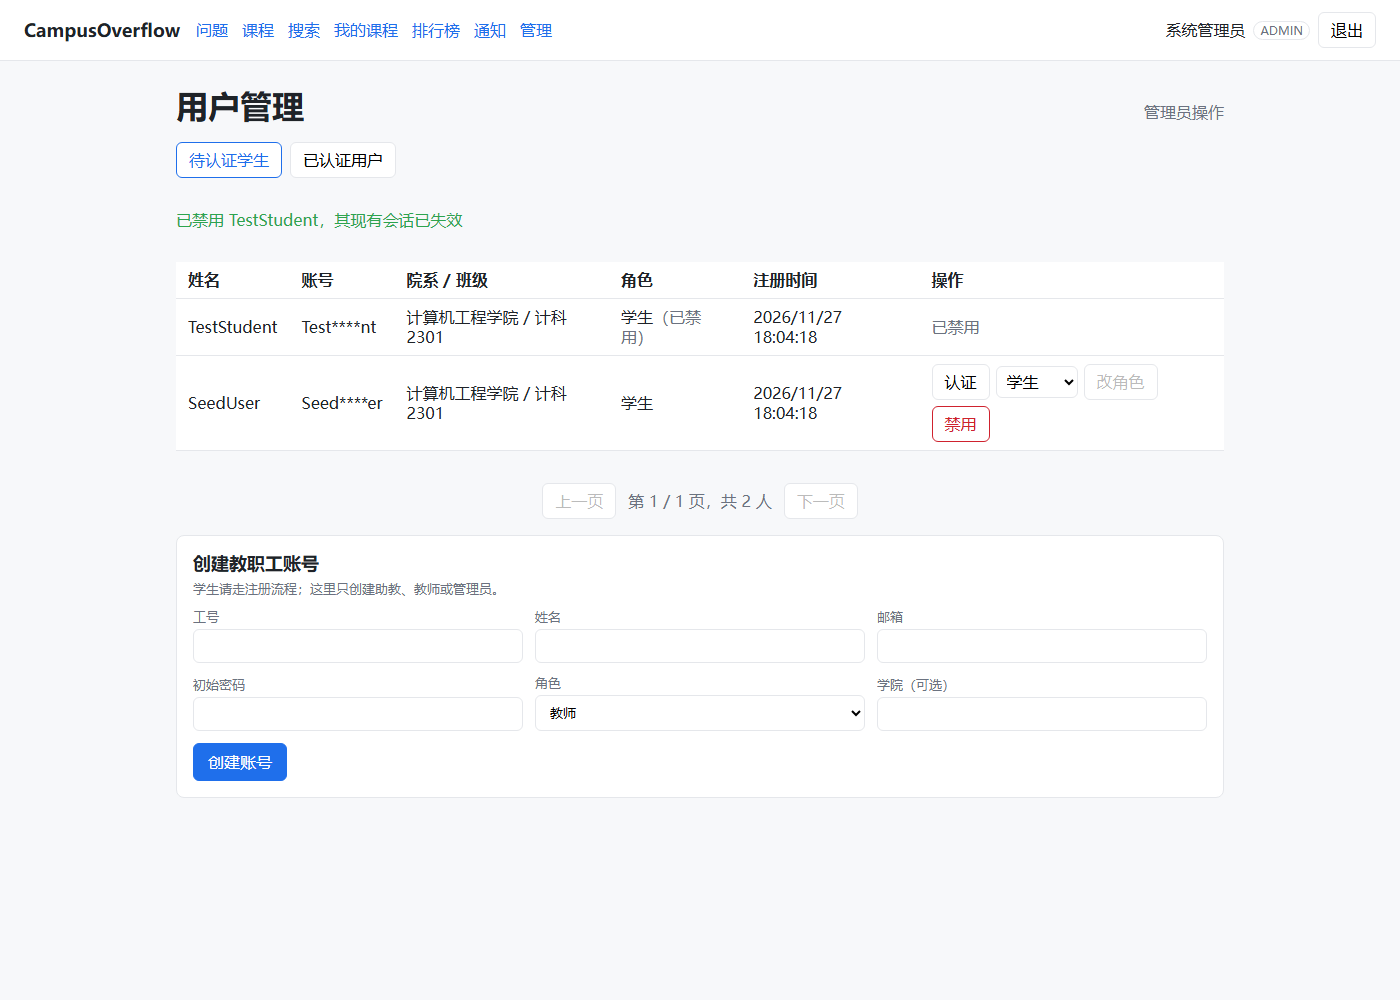 CampusOverflow 问题 课程 搜索 我的课程 排行榜 通知 管理 系统管理员 ADMIN 退出
用户管理 管理员操作
待认证学生 已认证用户
已禁用 TestStudent，其现有会话已失效
姓名 账号 院系 / 班级 角色 注册时间 操作
TestStudent Test****nt 计算机工程学院 / 计科 2301 学生（已禁用） 2026/11/27 18:04:18 已禁用
SeedUser Seed****er 计算机工程学院 / 计科 2301 学生 2026/11/27 18:04:18 认证 学生 改角色 禁用
上一页 第 1 / 1 页，共 2 人 下一页
创建教职工账号
学生请走注册流程；这里只创建助教、教师或管理员。
工号 姓名 邮箱
初始密码 角色 学院（可选）
教师
创建账号